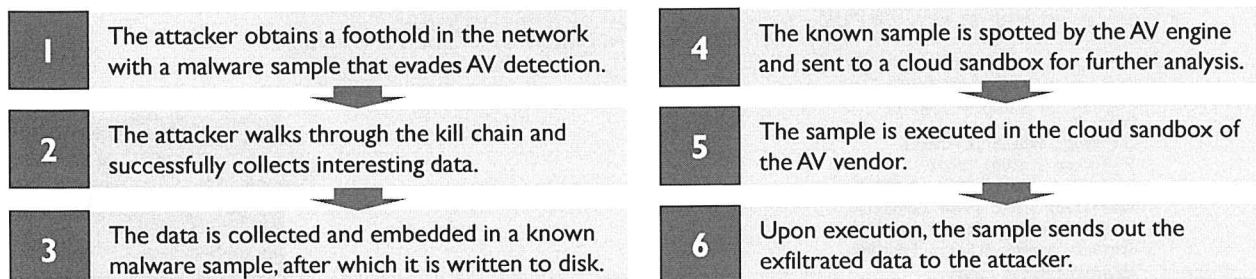 1
The attacker obtains a foothold in the network
with a malware sample that evades AV detection.
2
The attacker walks through the kill chain and
successfully collects interesting data.
3
The data is collected and embedded in a known
malware sample, after which it is written to disk.
4
The known sample is spotted by the AV engine
and sent to a cloud sandbox for further analysis.
5
The sample is executed in the cloud sandbox of
the AV vendor.
6
Upon execution, the sample sends out the
exfiltrated data to the attacker.